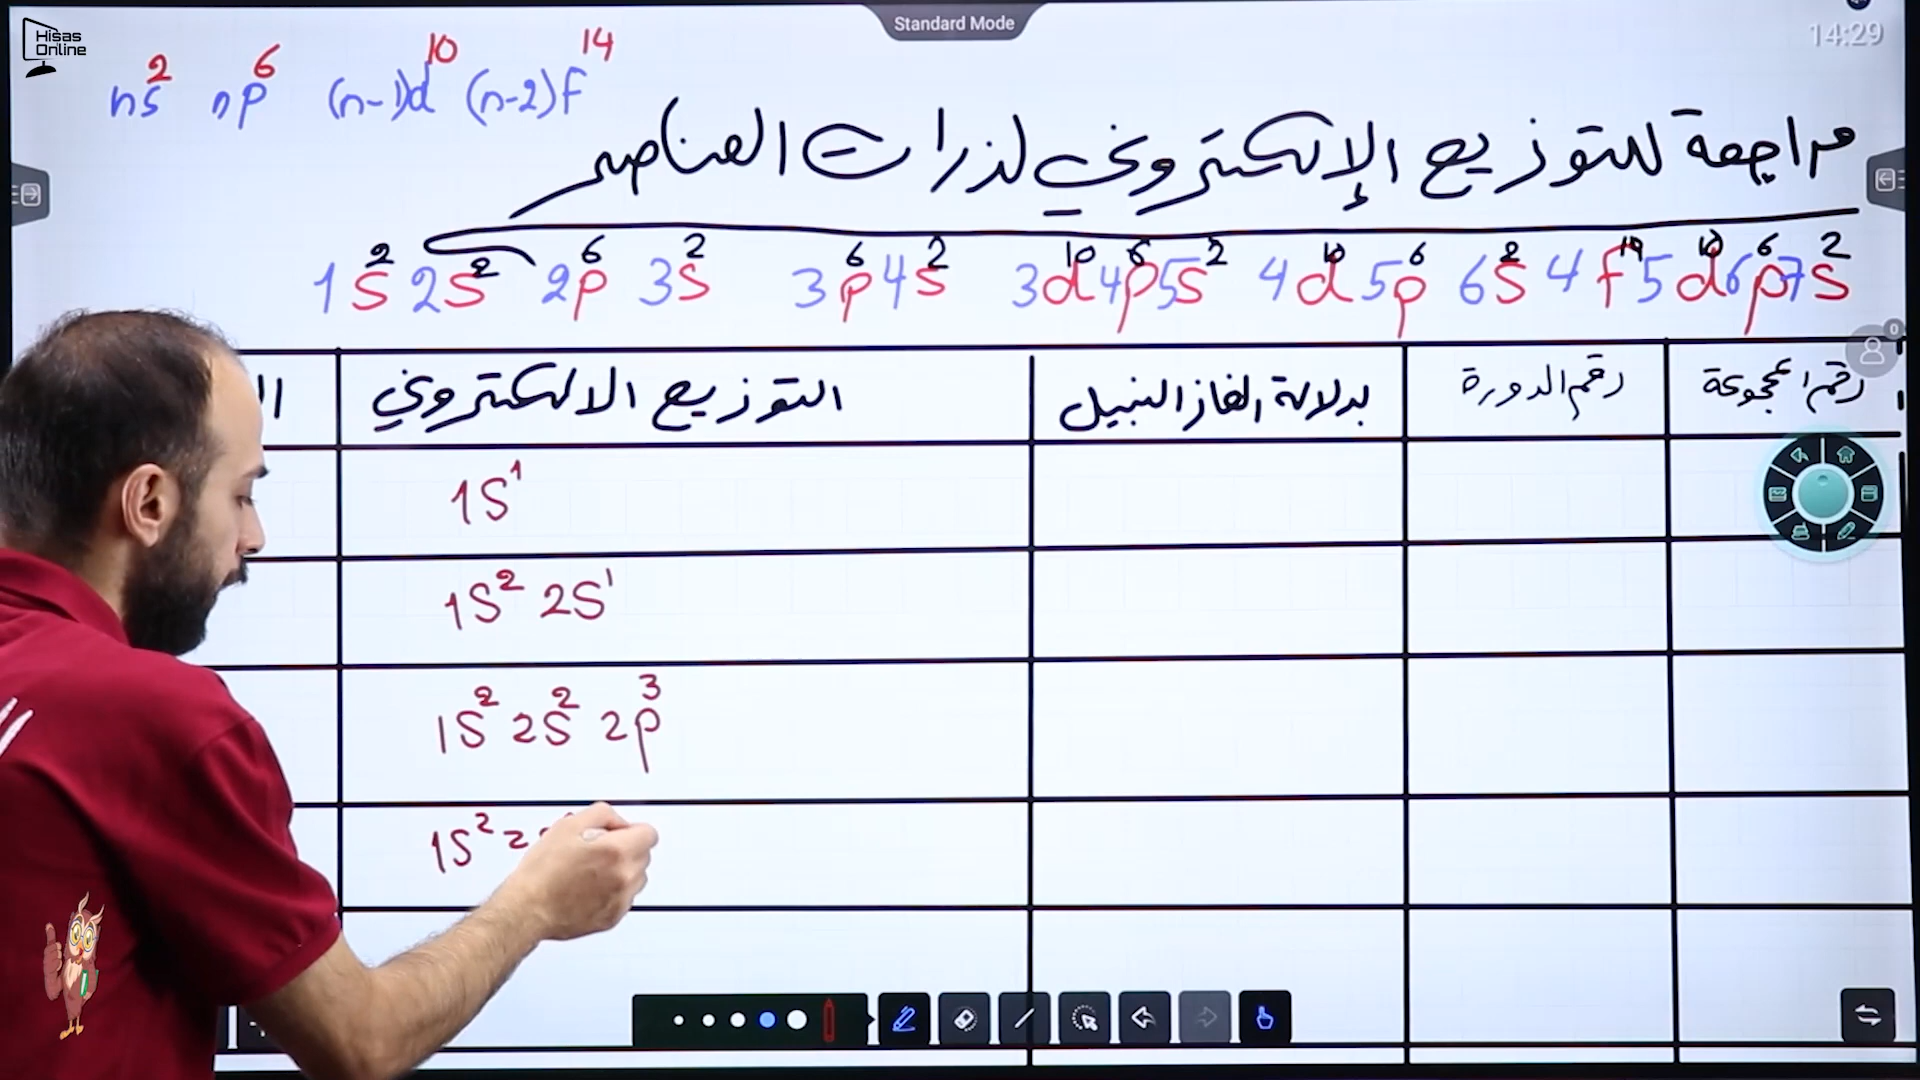 Hisas
Online
Standard Mode
14:29
ns² np⁶ (n-1)d¹⁰ (n-2)f¹⁴
مراجعة للتوزيع الإلكتروني لذرات العناصر
1s² 2s² 2p⁶ 3s² 3p⁶ 4s² 3d¹⁰ 4p⁶ 5s² 4d¹⁰ 5p⁶ 6s² 4f¹⁴ 5d¹⁰ 6p⁶ 7s²
0
رقم المجموعة
رقم الدورة
بدلالة الغاز النبيل
التوزيع الالكتروني
1s¹
1s² 2s¹
1s² 2s² 2p³
1s² 2